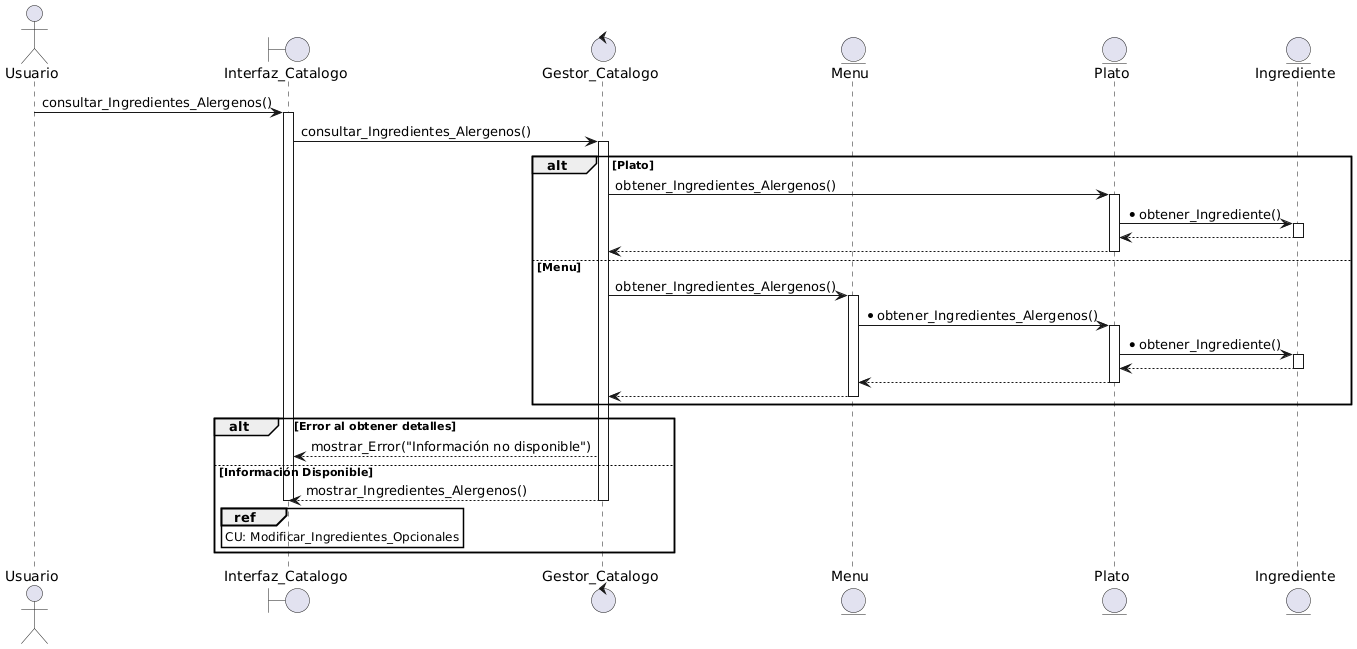 Usuario
Interfaz_Catalogo
Gestor_Catalogo
Menu
Plato
Ingrediente
consultar_Ingredientes_Alergenos()
consultar_Ingredientes_Alergenos()
alt [Plato]
obtener_Ingredientes_Alergenos()
* obtener_Ingrediente()
[Menu]
obtener_Ingredientes_Alergenos()
* obtener_Ingredientes_Alergenos()
* obtener_Ingrediente()
alt [Error al obtener detalles]
mostrar_Error("Información no disponible")
[Información Disponible]
mostrar_Ingredientes_Alergenos()
ref
CU: Modificar_Ingredientes_Opcionales
Usuario
Interfaz_Catalogo
Gestor_Catalogo
Menu
Plato
Ingrediente